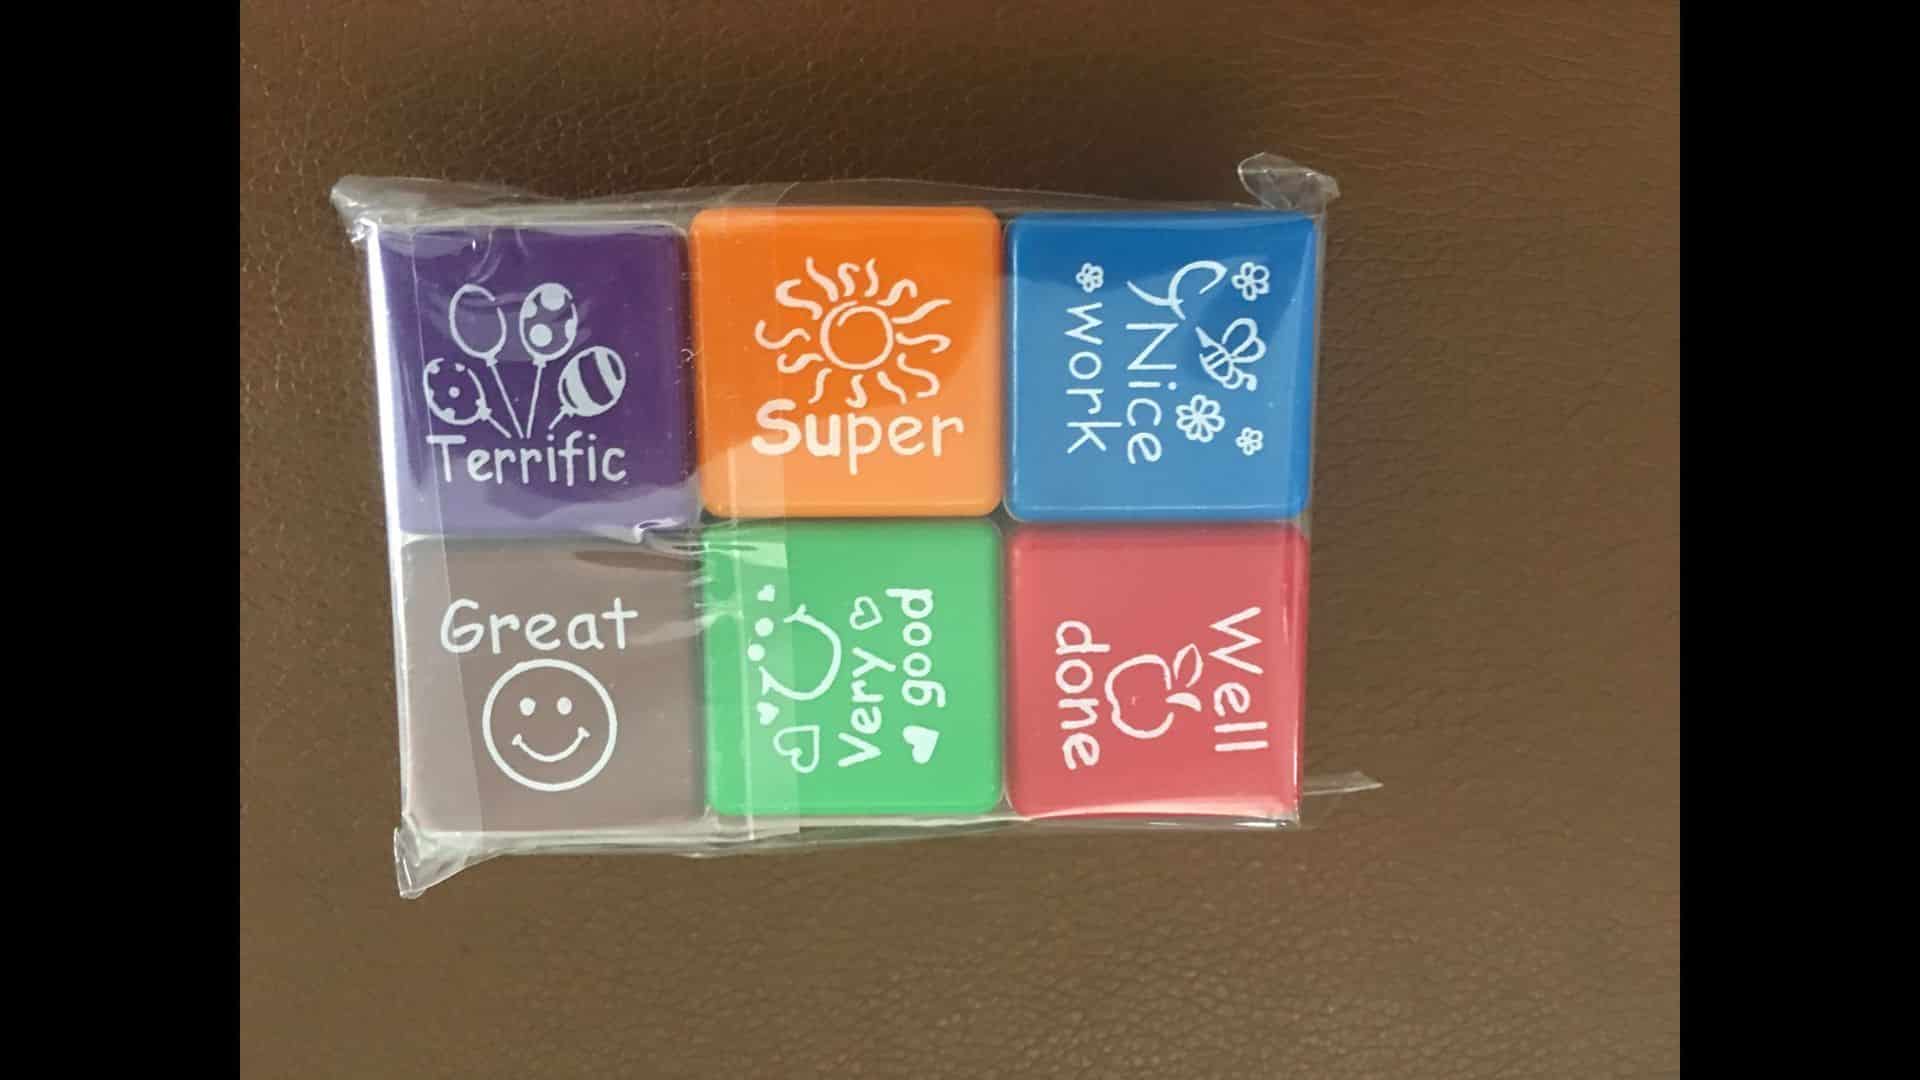 Terrific
Super
Nice
work
Great
Very
good
Well
done